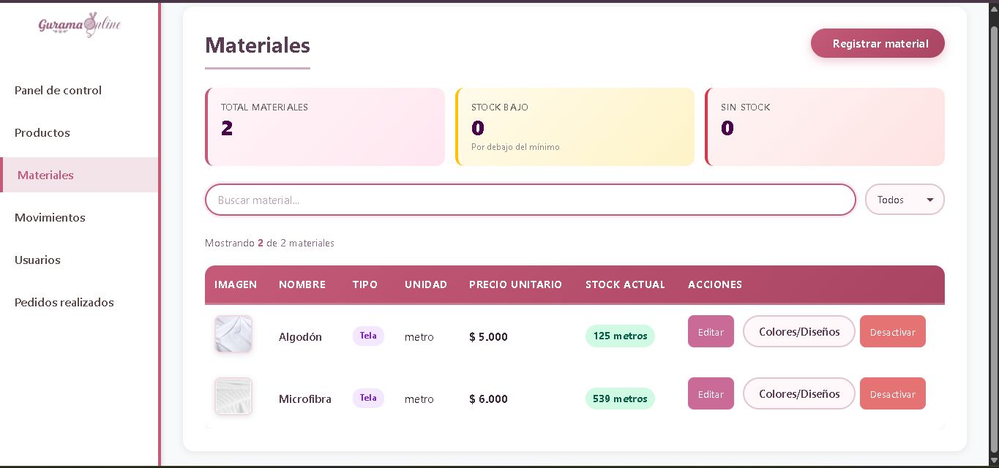 Gurama Online
Panel de control
Productos
Materiales
Movimientos
Usuarios
Pedidos realizados
Materiales
Registrar material
TOTAL MATERIALES
2
STOCK BAJO
0
Por debajo del mínimo
SIN STOCK
0
Buscar material...
Todos
Mostrando 2 de 2 materiales
IMAGEN NOMBRE TIPO UNIDAD PRECIO UNITARIO STOCK ACTUAL ACCIONES
Algodón Tela metro $ 5.000 125 metros Editar Colores/Diseños Desactivar
Microfibra Tela metro $ 6.000 539 metros Editar Colores/Diseños Desactivar